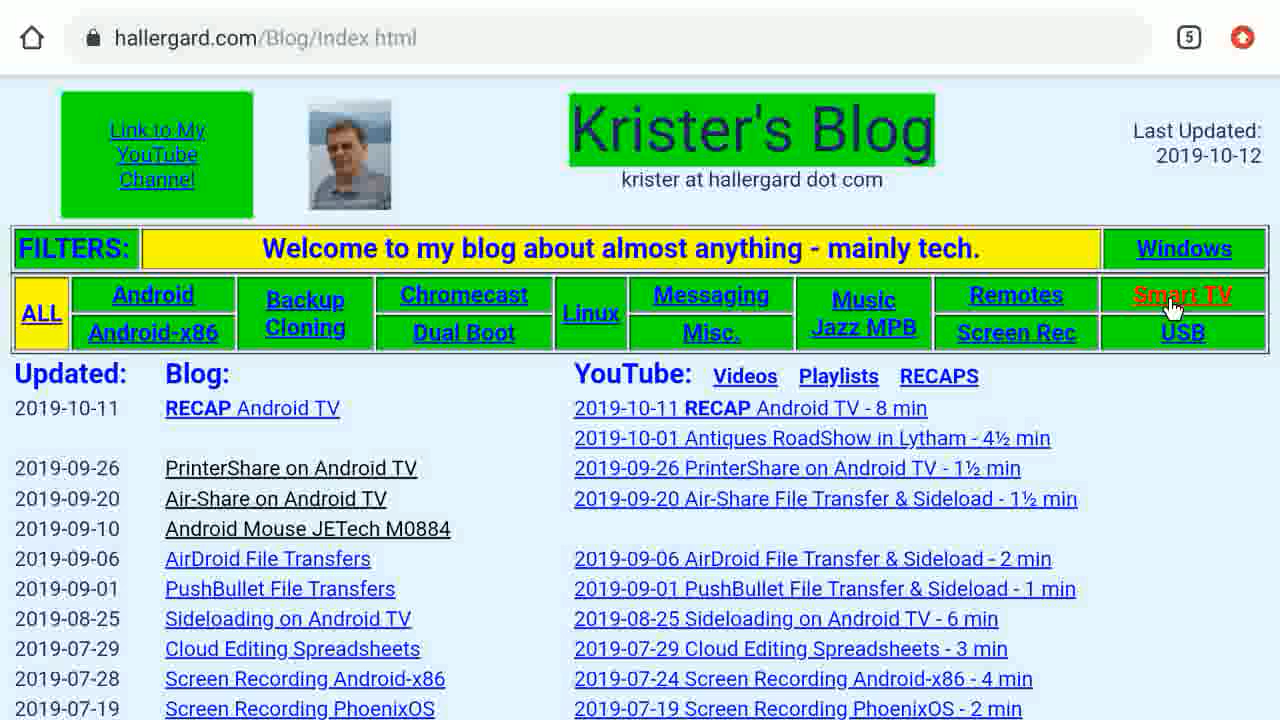 hallergard.com/Blog/Index.html
5
Link to My
YouTube
Channel
Krister's Blog
krister at hallergard dot com
Last Updated:
2019-10-12
FILTERS:
Welcome to my blog about almost anything - mainly tech.
Windows
ALL
Android
Android-x86
Backup
Cloning
Chromecast
Dual Boot
Linux
Messaging
Misc.
Music
Jazz MPB
Remotes
Screen Rec
Smart TV
USB
Updated: Blog: YouTube: Videos Playlists RECAPS
2019-10-11 RECAP Android TV 2019-10-11 RECAP Android TV - 8 min
2019-10-01 Antiques RoadShow in Lytham - 4½ min
2019-09-26 PrinterShare on Android TV 2019-09-26 PrinterShare on Android TV - 1½ min
2019-09-20 Air-Share on Android TV 2019-09-20 Air-Share File Transfer & Sideload - 1½ min
2019-09-10 Android Mouse JETech M0884
2019-09-06 AirDroid File Transfers 2019-09-06 AirDroid File Transfer & Sideload - 2 min
2019-09-01 PushBullet File Transfers 2019-09-01 PushBullet File Transfer & Sideload - 1 min
2019-08-25 Sideloading on Android TV 2019-08-25 Sideloading on Android TV - 6 min
2019-07-29 Cloud Editing Spreadsheets 2019-07-29 Cloud Editing Spreadsheets - 3 min
2019-07-28 Screen Recording Android-x86 2019-07-24 Screen Recording Android-x86 - 4 min
2019-07-19 Screen Recording PhoenixOS 2019-07-19 Screen Recording PhoenixOS - 2 min